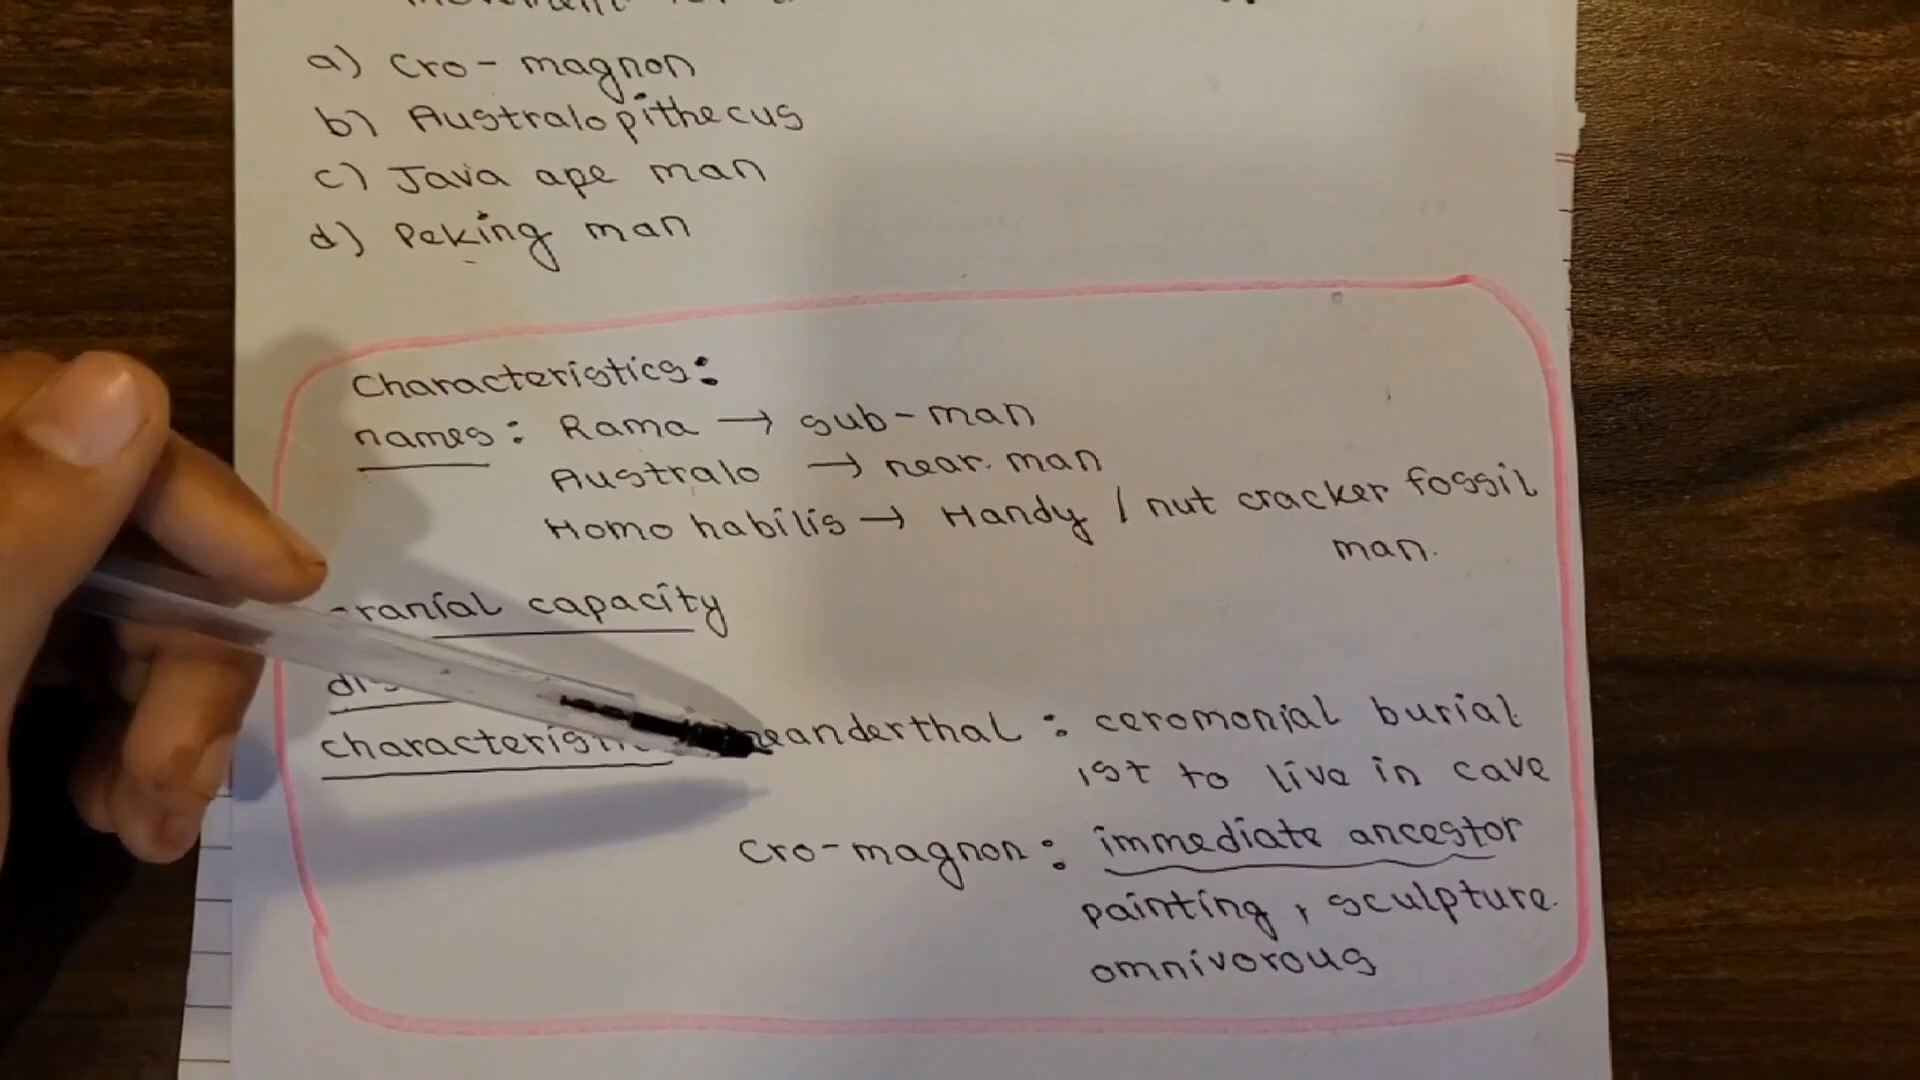 a) Cro-magnon
b) Australopithecus
c) Java ape man
d) Peking man
Characteristics:
names: Rama → sub-man
Australo → near man
Homo habilis → Handy / nut cracker fossil
man.
cranial capacity
neanderthal : ceromonial burial
characteristic
1st to live in cave
cro-magnon : immediate ancestor
painting, sculpture.
omnivorous